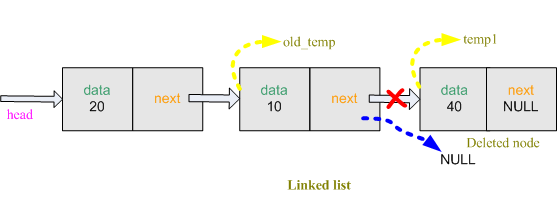 old_temp
temp1
head
data
20
next
data
10
next
data
40
next
NULL
Deleted node
NULL
Linked list